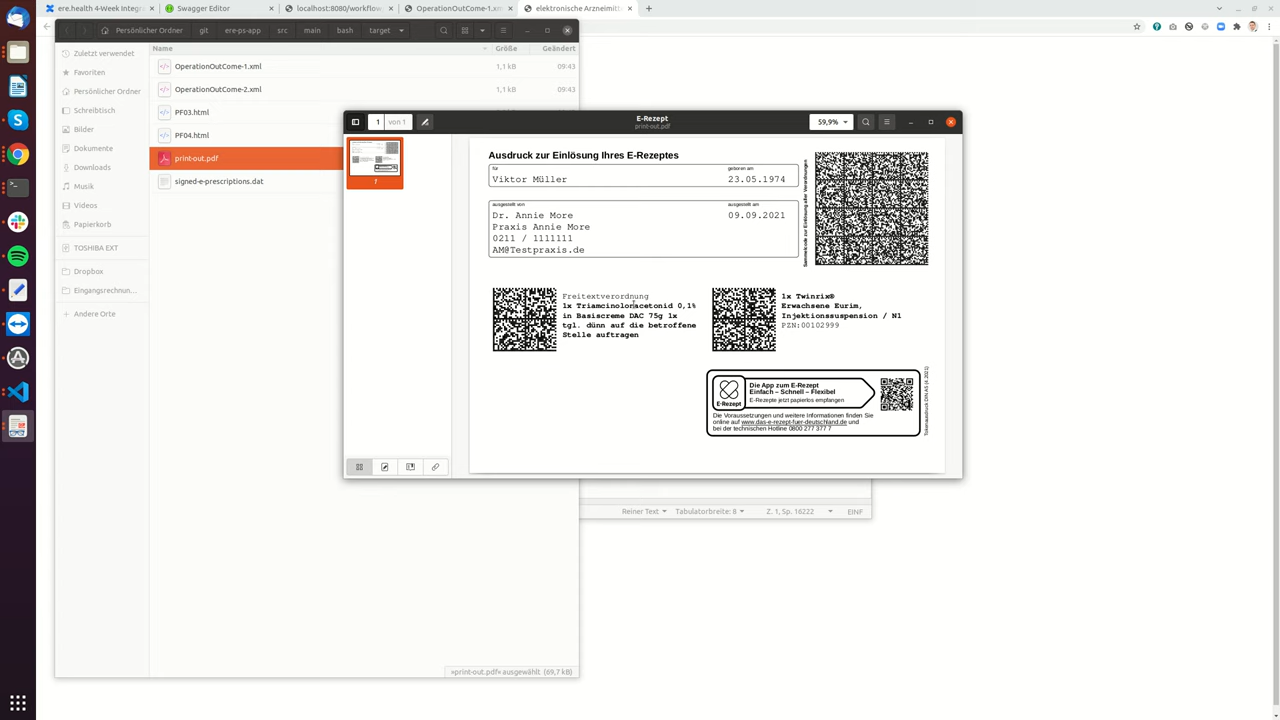 ere.health 4-Week Integr
Swagger Editor
localhost:8080/workflow
OperationOutCome-1.xm
elektronische Arzneimitte
Persönlicher Ordner
git
ere-ps-app
src
main
bash
target
Name
Größe
Geändert
Zuletzt verwendet
Favoriten
Persönlicher Ordner
Schreibtisch
Bilder
Dokumente
Downloads
Musik
Videos
Papierkorb
TOSHIBA EXT
Dropbox
Eingangsrechnun...
Andere Orte
OperationOutCome-1.xml 1,1 kB 09:43
OperationOutCome-2.xml 1,1 kB 09:43
PF03.html
PF04.html
print-out.pdf
signed-e-prescriptions.dat
»print-out.pdf« ausgewählt (69,7 kB)
E-Rezept
print-out.pdf
1 von 1
59,9%
1
Ausdruck zur Einlösung Ihres E-Rezeptes
für
geboren am
Viktor Müller
23.05.1974
ausgestellt von
ausgestellt am
Dr. Annie More
09.09.2021
Praxis Annie More
0211 / 1111111
AM@Testpraxis.de
Sammelcode zur Einlösung aller Verordnungen
Freitextverordnung
1x Triamcinolonacetonid 0,1%
in Basiscreme DAC 75g 1x
tgl. dünn auf die betroffene
Stelle auftragen
1x Twinrix®
Erwachsene Eurim,
Injektionssuspension / N1
PZN:00102999
E-Rezept
Die App zum E-Rezept
Einfach – Schnell – Flexibel
E-Rezepte jetzt papierlos empfangen
Die Voraussetzungen und weitere Informationen finden Sie
online auf www.das-e-rezept-fuer-deutschland.de und
bei der technischen Hotline 0800 277 377 7
Tokenausdruck DIN A5 (4.2021)
Reiner Text
Tabulatorbreite: 8
Z. 1, Sp. 16222
EINF